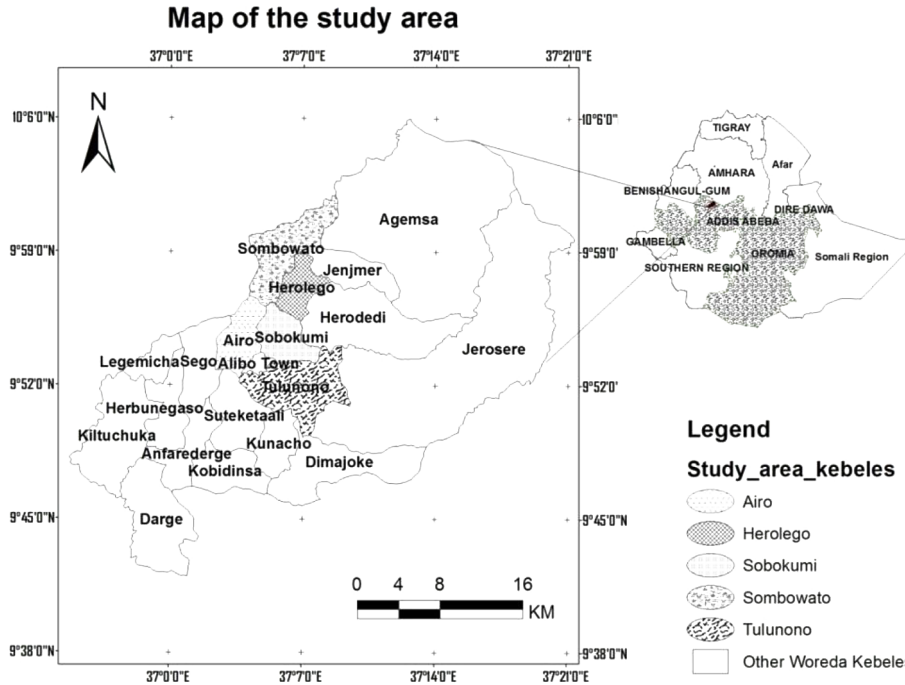 Map of the study area
37°0'0"E 37°7'0"E 37°14'0"E 37°21'0"E
N
10°6'0"N
10°6'0"
TIGRAY
Afar
AMHARA
BENISHANGUL-GUM
DIRE DAWA
ADDIS ABEBA
GAMBELLA
OROMIA
Somali Region
SOUTHERN REGION
Agemsa
9°59'0"N
9°59'0"N
Sombowato
Jenjmer
Herolego
Herodedi
Airo
Sobokumi
Jerosere
Legemicha
Sego
Alibo Town
9°52'0"N
9°52'0'
Tulunono
Herbunegaso
Suteketaali
Kiltuchuka
Kunacho
Anfarederge
Dimajoke
Kobidinsa
9°45'0"N
9°45'0"N
Darge
0 4 8 16
KM
9°38'0"N
9°38'0"N
37°0'0"E 37°7'0"E 37°14'0"E 37°21'0"E
Legend
Study_area_kebeles
Airo
Herolego
Sobokumi
Sombowato
Tulunono
Other Woreda Kebeles